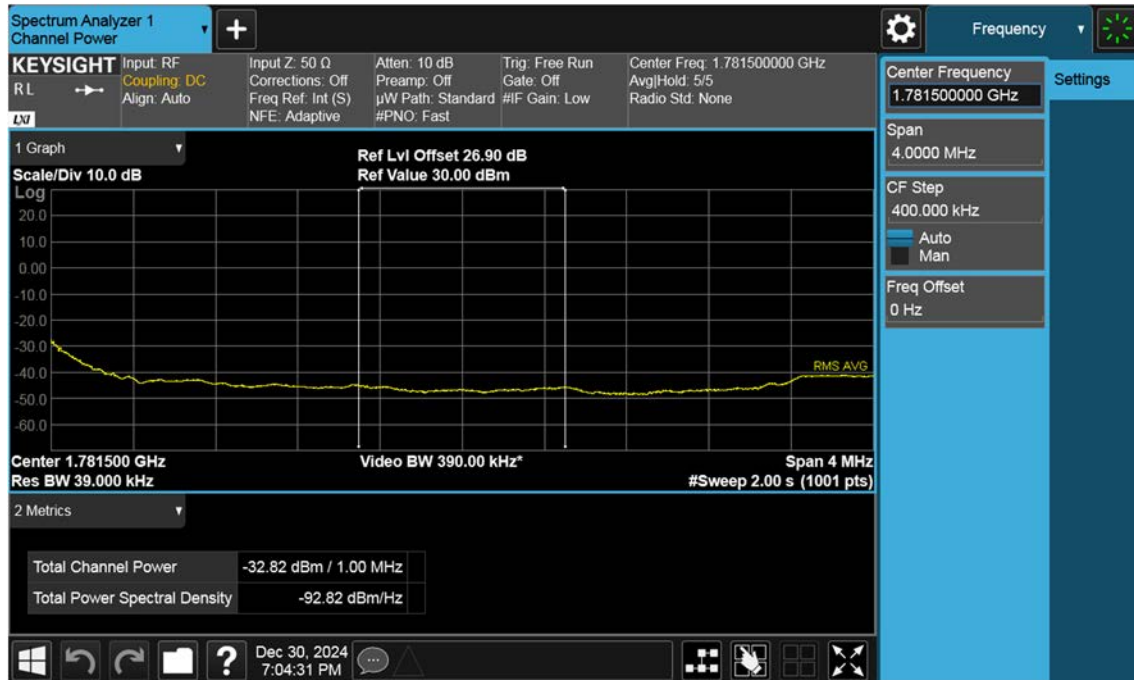 Spectrum Analyzer 1
Channel Power
Frequency
KEYSIGHT
R L
LXI
Input: RF
Coupling: DC
Align: Auto
Input Z: 50 Ω
Corrections: Off
Freq Ref: Int (S)
NFE: Adaptive
Atten: 10 dB
Preamp: Off
µW Path: Standard
#PNO: Fast
Trig: Free Run
Gate: Off
#IF Gain: Low
Center Freq: 1.781500000 GHz
Avg|Hold: 5/5
Radio Std: None
Center Frequency
1.781500000 GHz
Settings
Span
4.0000 MHz
CF Step
400.000 kHz
Auto
Man
Freq Offset
0 Hz
1 Graph
Scale/Div 10.0 dB
Ref Lvl Offset 26.90 dB
Ref Value 30.00 dBm
Log
20.0
10.0
0.00
-10.0
-20.0
-30.0
-40.0
-50.0
-60.0
RMS AVG
Center 1.781500 GHz
Video BW 390.00 kHz*
Span 4 MHz
Res BW 39.000 kHz
#Sweep 2.00 s (1001 pts)
2 Metrics
Total Channel Power -32.82 dBm / 1.00 MHz
Total Power Spectral Density -92.82 dBm/Hz
?
Dec 30, 2024
7:04:31 PM